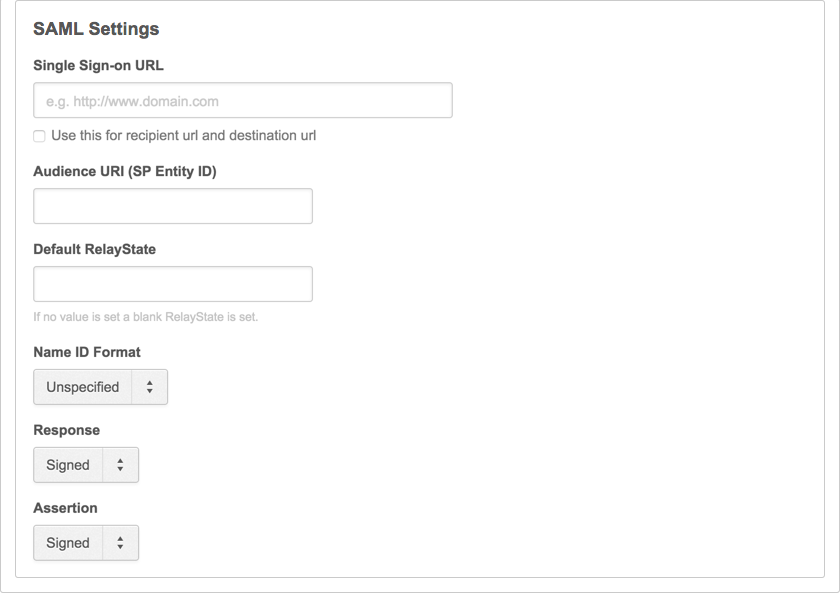 SAML Settings
Single Sign-on URL
e.g. http://www.domain.com
Use this for recipient url and destination url
Audience URI (SP Entity ID)
Default RelayState
If no value is set a blank RelayState is set.
Name ID Format
Unspecified
Response
Signed
Assertion
Signed